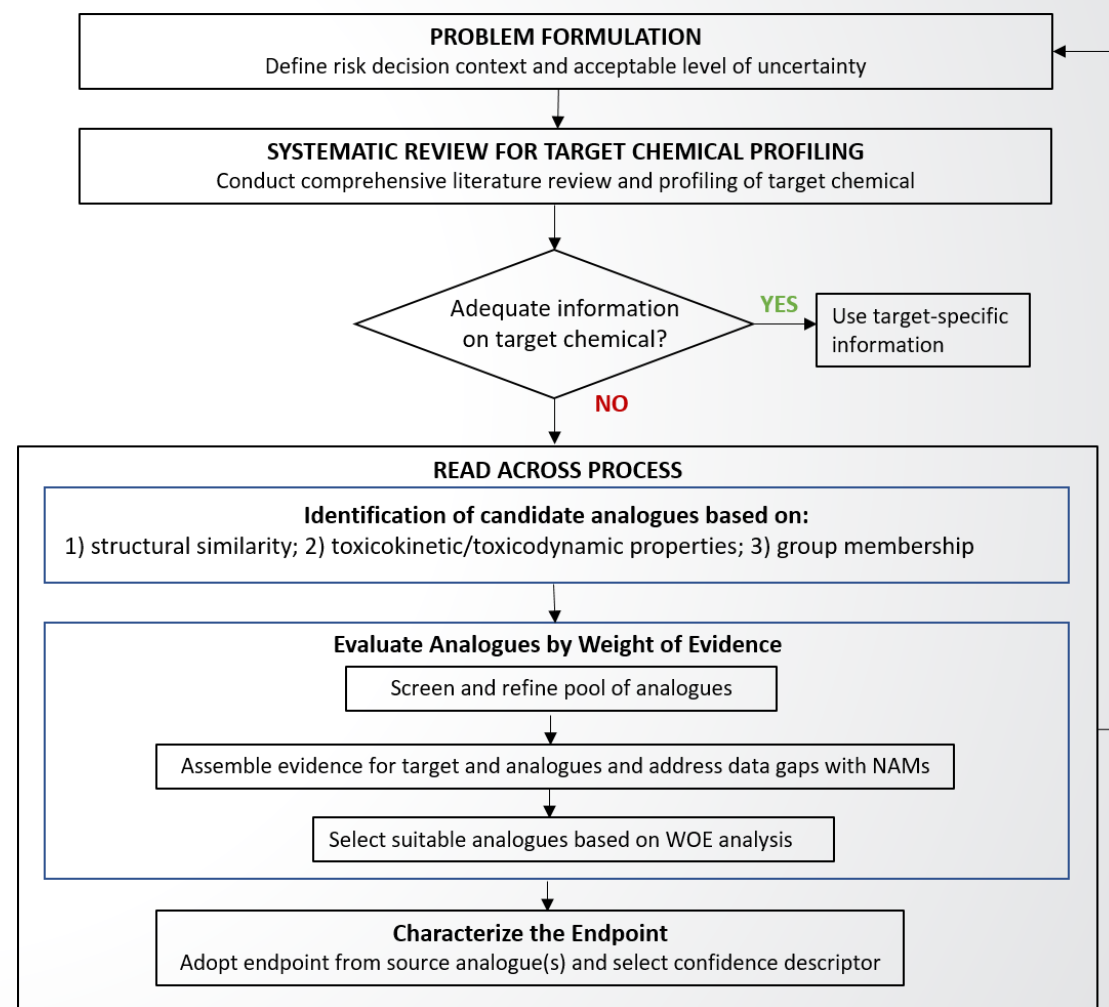 PROBLEM FORMULATION
Define risk decision context and acceptable level of uncertainty
SYSTEMATIC REVIEW FOR TARGET CHEMICAL PROFILING
Conduct comprehensive literature review and profiling of target chemical
Adequate information
on target chemical?
YES
Use target-specific
information
NO
READ ACROSS PROCESS
Identification of candidate analogues based on:
1) structural similarity; 2) toxicokinetic/toxicodynamic properties; 3) group membership
Evaluate Analogues by Weight of Evidence
Screen and refine pool of analogues
Assemble evidence for target and analogues and address data gaps with NAMs
Select suitable analogues based on WOE analysis
Characterize the Endpoint
Adopt endpoint from source analogue(s) and select confidence descriptor